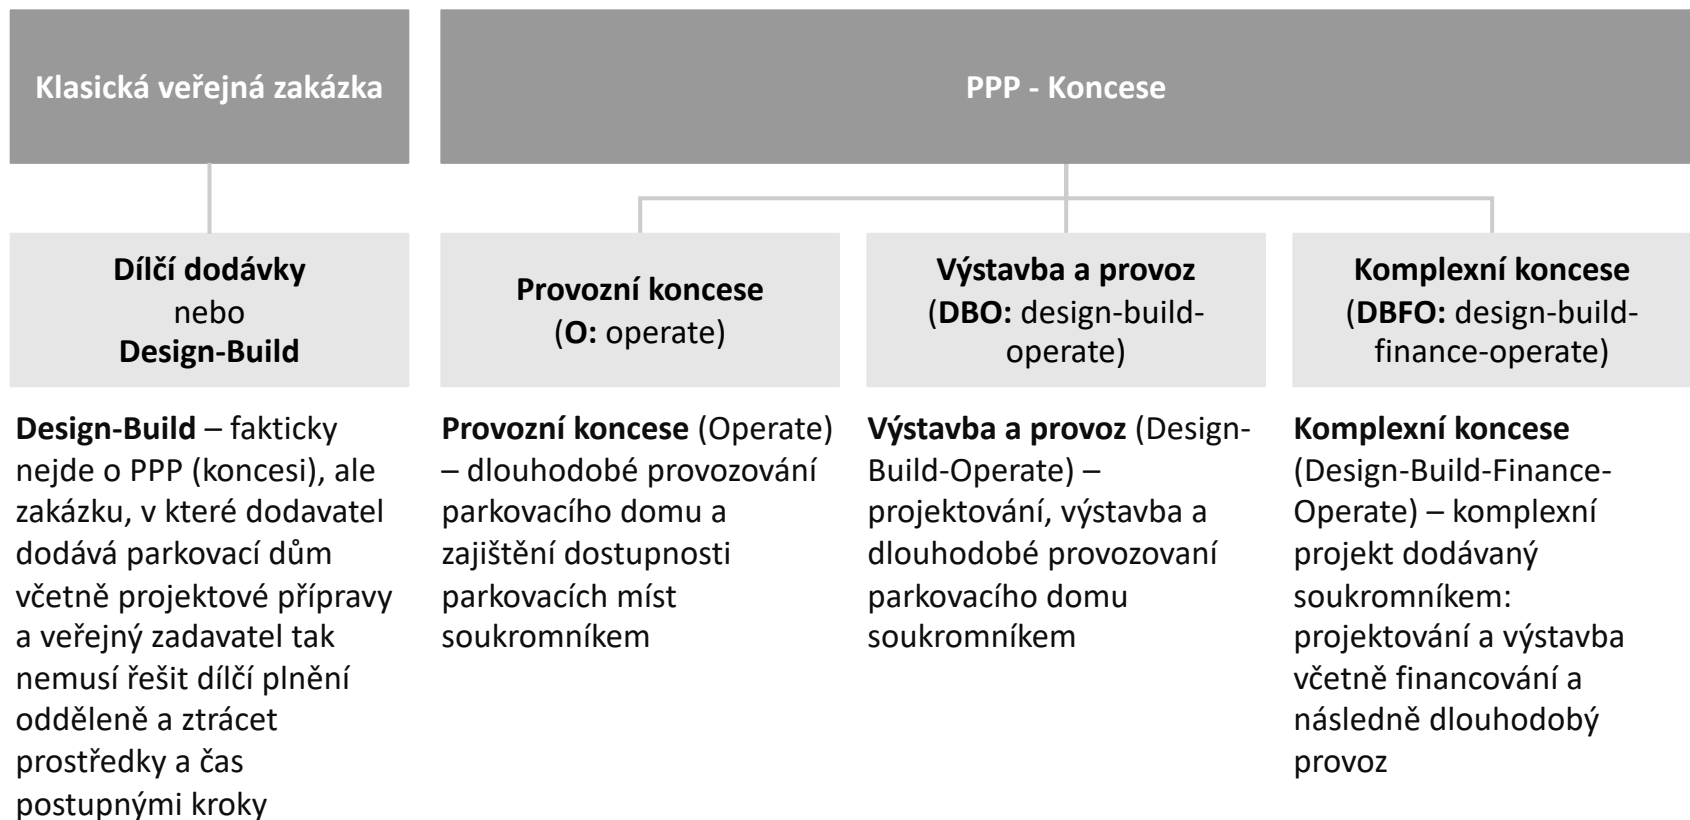 Klasická veřejná zakázka
PPP - Koncese
Dílčí dodávky
nebo
Design-Build
Provozní koncese
(O: operate)
Výstavba a provoz
(DBO: design-build-
operate)
Komplexní koncese
(DBFO: design-build-
finance-operate)
Design-Build – fakticky
nejde o PPP (koncesi), ale
zakázku, v které dodavatel
dodává parkovací dům
včetně projektové přípravy
a veřejný zadavatel tak
nemusí řešit dílčí plnění
odděleně a ztrácet
prostředky a čas
postupnými kroky
Provozní koncese (Operate)
– dlouhodobé provozování
parkovacího domu a
zajištění dostupnosti
parkovacích míst
soukromníkem
Výstavba a provoz (Design-
Build-Operate) –
projektování, výstavba a
dlouhodobé provozovaní
parkovacího domu
soukromníkem
Komplexní koncese
(Design-Build-Finance-
Operate) – komplexní
projekt dodávaný
soukromníkem:
projektování a výstavba
včetně financování a
následně dlouhodobý
provoz